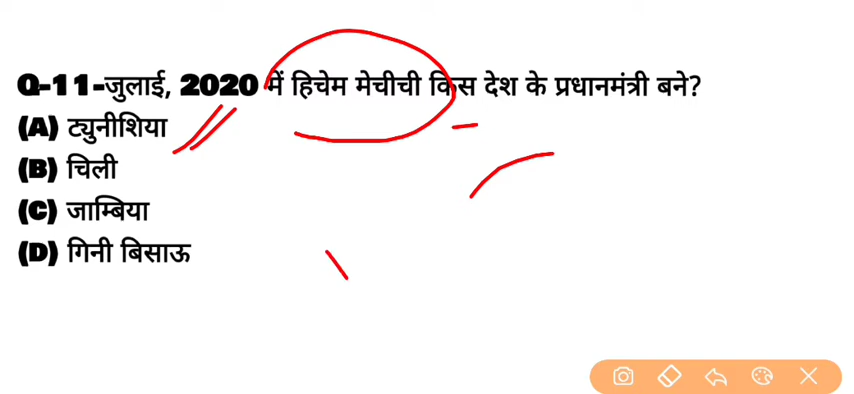 Q-11-जुलाई, 2020 में हिचेम मेचीची किस देश के प्रधानमंत्री बने?
(A) ट्युनीशिया
(B) चिली
(C) जाम्बिया
(D) गिनी बिसाऊ